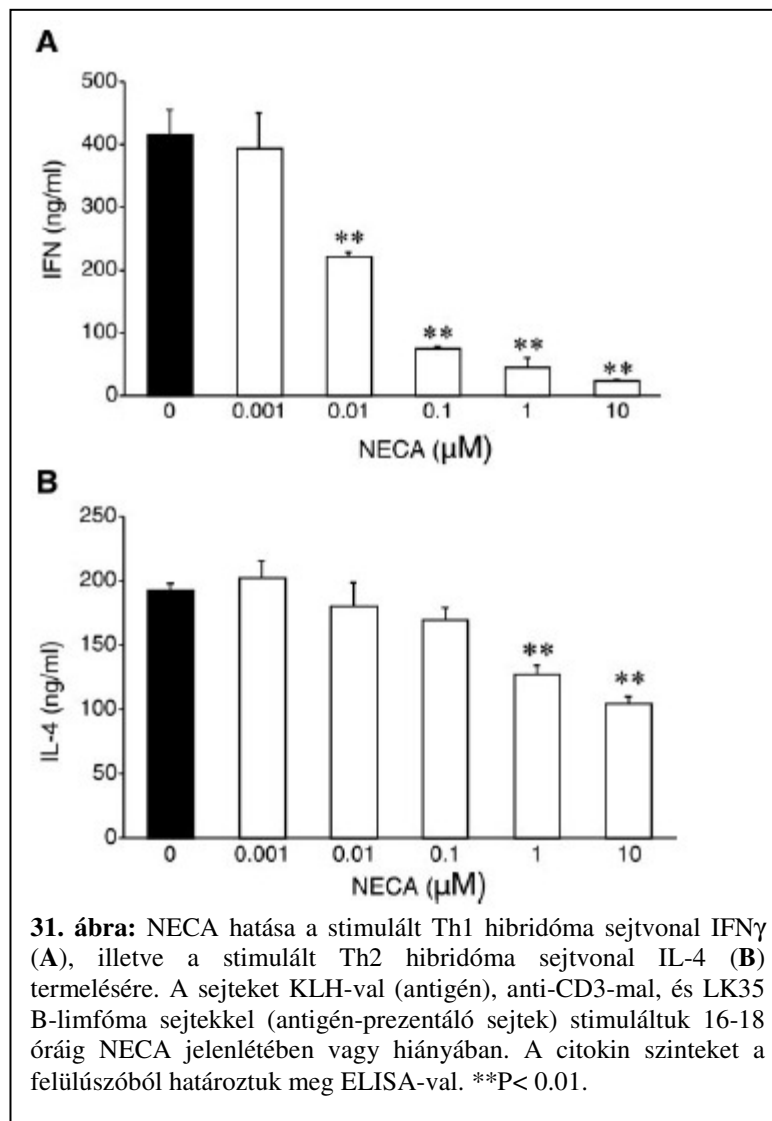 A
500
400
300
200
100
0
IFN (ng/ml)
**
**
**
**
0 0.001 0.01 0.1 1 10
NECA (µM)
B
250
200
150
100
50
0
IL-4 (ng/ml)
**
**
0 0.001 0.01 0.1 1 10
NECA (µM)
31. ábra: NECA hatása a stimulált Th1 hibridóma sejtvonal IFNγ
(A), illetve a stimulált Th2 hibridóma sejtvonal IL-4 (B)
termelésére. A sejteket KLH-val (antigén), anti-CD3-mal, és LK35
B-limfóma sejtekkel (antigén-prezentáló sejtek) stimuláltuk 16-18
óráig NECA jelenlétében vagy hiányában. A citokin szinteket a
felülúszóból határoztuk meg ELISA-val. **P< 0.01.